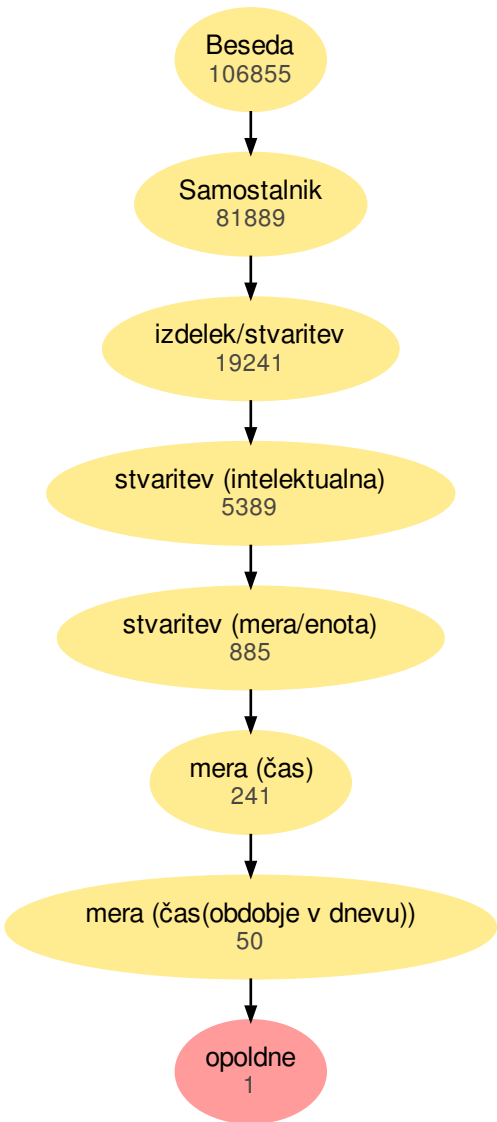 Beseda
106855
Samostalnik
81889
izdelek/stvaritev
19241
stvaritev (intelektualna)
5389
stvaritev (mera/enota)
885
mera (čas)
241
mera (čas(obdobje v dnevu))
50
opoldne
1